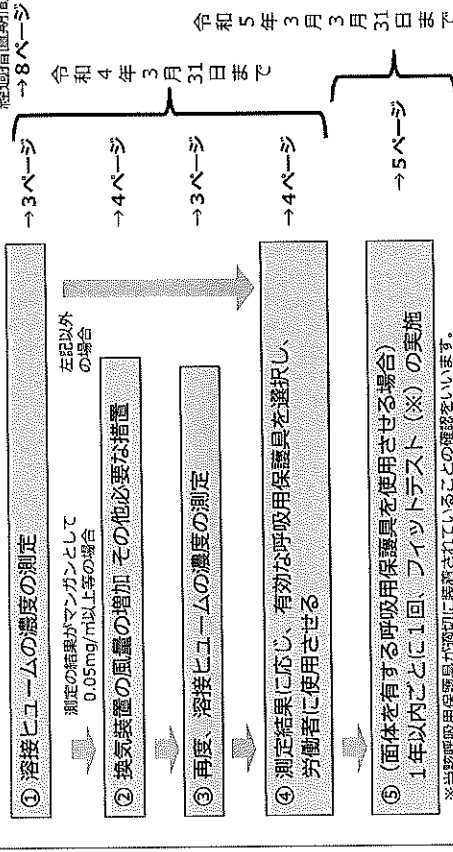 経過措置期間
→8ページ
① 溶接ヒュームの濃度の測定
→3ページ
測定の結果がマンガンとして
0.05mg/㎥以上等の場合
左記以外
の場合
② 換気装置の風量の増加 その他必要な措置
→4ページ
③ 再度、溶接ヒュームの濃度の測定
→3ページ
④ 測定結果に応じ、有効な呼吸用保護具を選択し、
労働者に使用させる
→4ページ
令和4年3月31日まで
⑤ (面体を有する呼吸用保護具を使用させる場合)
1年以内ごとに1回、フィットテスト（※）の実施
→5ページ
令和5年3月3月31日まで
※当該呼吸用保護具が適切に装着されていることの確認をいいます。